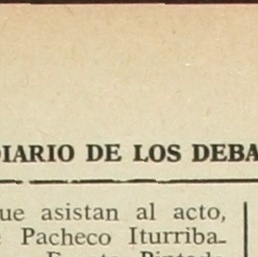 DIARIO DE LOS DEBA
ue asistan al acto,
Pacheco Iturriba-